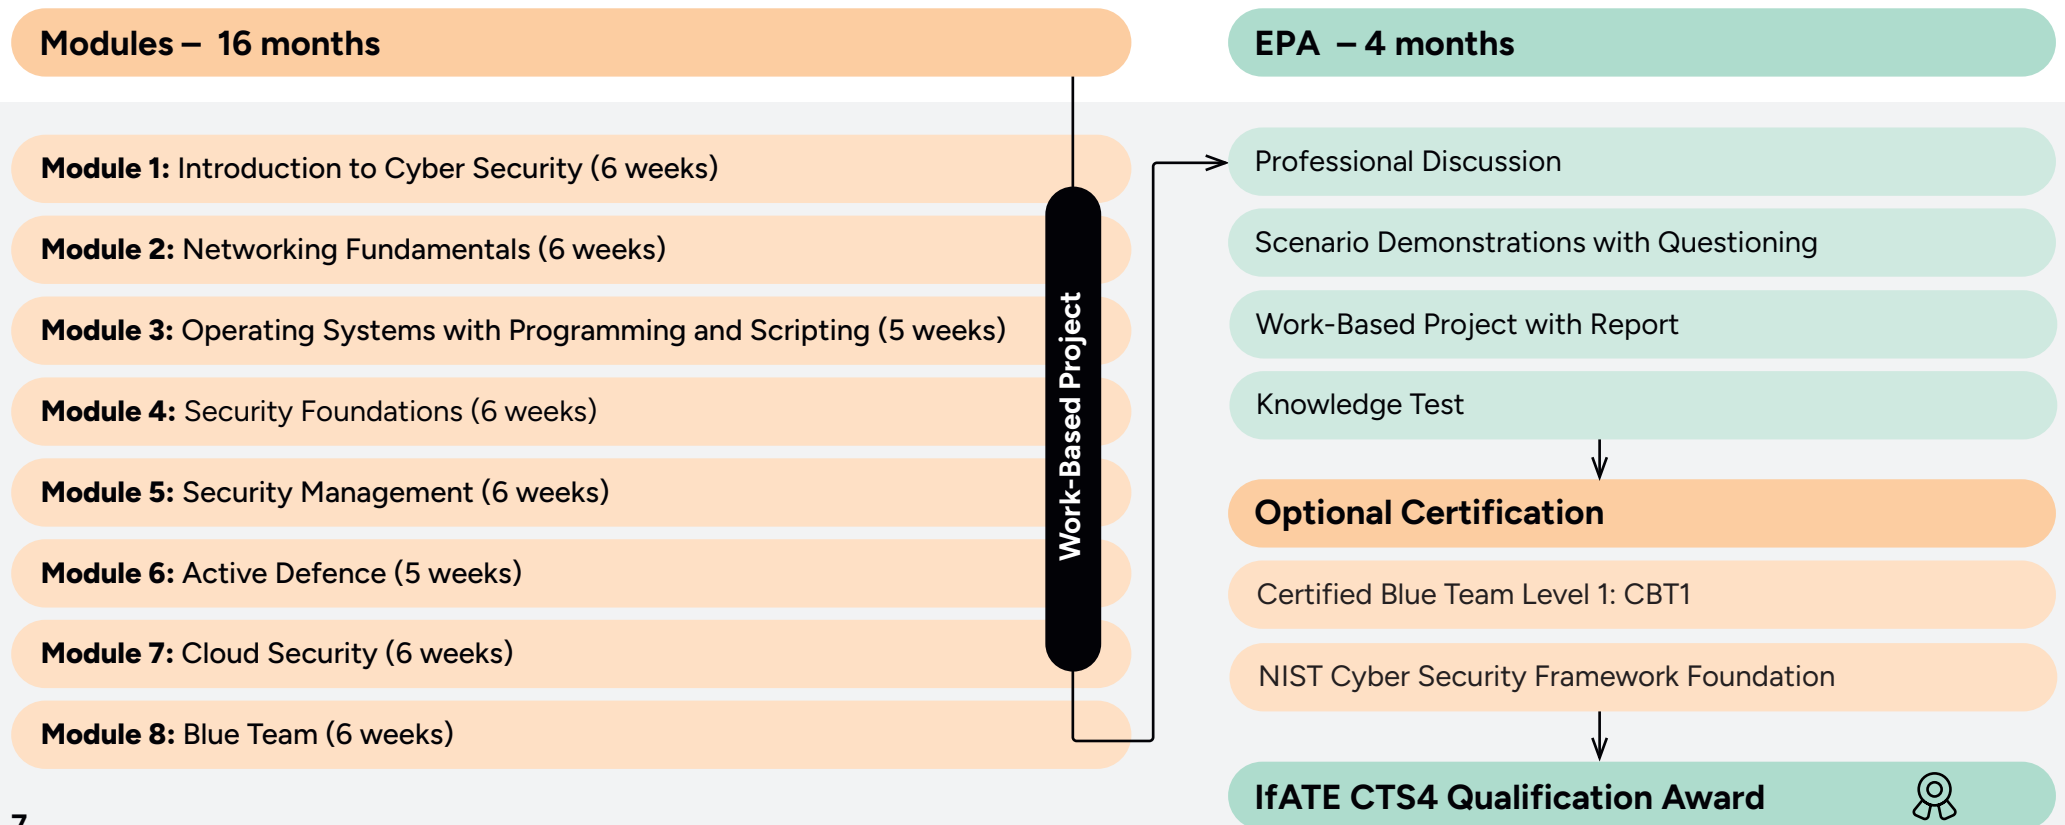 Modules – 16 months
Module 1: Introduction to Cyber Security (6 weeks)
Module 2: Networking Fundamentals (6 weeks)
Module 3: Operating Systems with Programming and Scripting (5 weeks)
Module 4: Security Foundations (6 weeks)
Module 5: Security Management (6 weeks)
Module 6: Active Defence (5 weeks)
Module 7: Cloud Security (6 weeks)
Module 8: Blue Team (6 weeks)
Work-Based Project
EPA – 4 months
Professional Discussion
Scenario Demonstrations with Questioning
Work-Based Project with Report
Knowledge Test
Optional Certification
Certified Blue Team Level 1: CBT1
NIST Cyber Security Framework Foundation
IfATE CTS4 Qualification Award
7